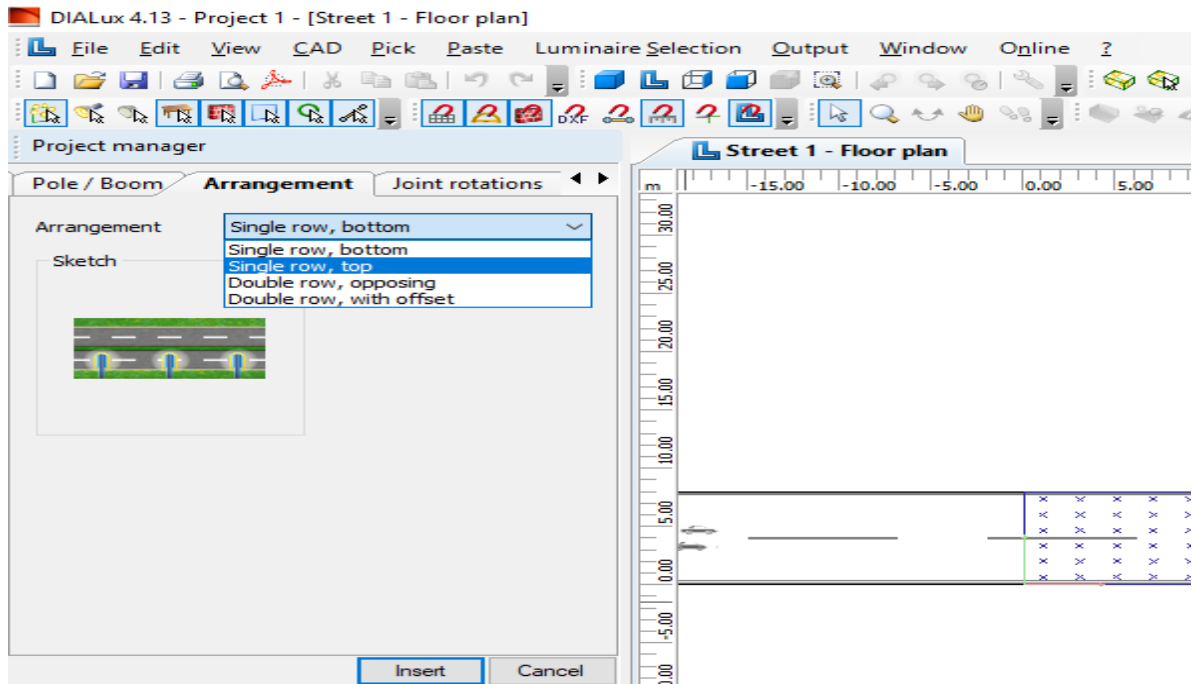 DIALux 4.13 - Project 1 - [Street 1 - Floor plan]
File Edit View CAD Pick Paste Luminaire Selection Output Window Online ?
DXF
Project manager
Street 1 - Floor plan
Pole / Boom Arrangement Joint rotations
m -15.00 -10.00 -5.00 0.00 5.00
Arrangement Single row, bottom
Single row, bottom
Single row, top
Double row, opposing
Double row, with offset
Sketch
30.00
25.00
20.00
15.00
10.00
5.00
0.00
-5.00
Insert Cancel